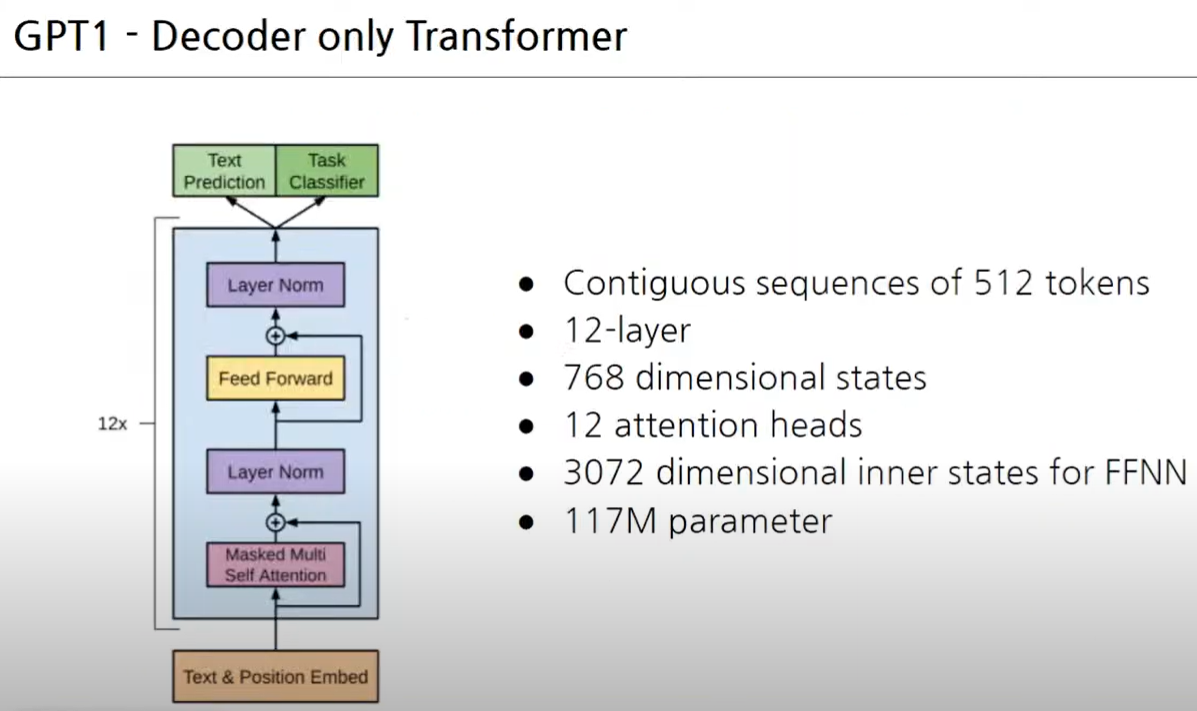 GPT1 - Decoder only Transformer
Text
Prediction
Task
Classifier
Layer Norm
Feed Forward
12x
Layer Norm
Masked Multi
Self Attention
Text & Position Embed
● Contiguous sequences of 512 tokens
● 12-layer
● 768 dimensional states
● 12 attention heads
● 3072 dimensional inner states for FFNN
● 117M parameter